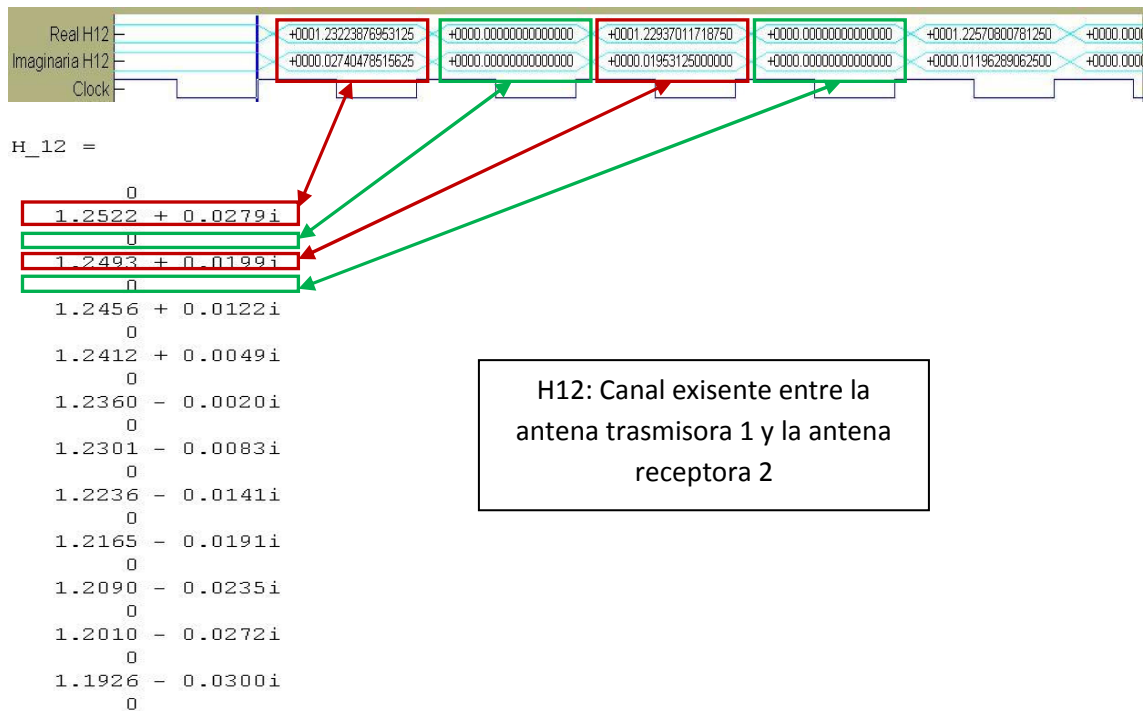 Real H12 +0001.23223876953125 +0000.00000000000000 +0001.22937011718750 +0000.00000000000000 +0001.22570800781250 +0000.000
Imaginaria H12 +0000.02740478515625 +0000.00000000000000 +0000.01953125000000 +0000.00000000000000 +0000.01196289062500 +0000.000
Clock
H_12 =
0
1.2522 + 0.0279i
0
1.2493 + 0.0199i
0
1.2456 + 0.0122i
0
1.2412 + 0.0049i
0
1.2360 - 0.0020i
0
1.2301 - 0.0083i
0
1.2236 - 0.0141i
0
1.2165 - 0.0191i
0
1.2090 - 0.0235i
0
1.2010 - 0.0272i
0
1.1926 - 0.0300i
0
H12: Canal exisente entre la
antena trasmisora 1 y la antena
receptora 2